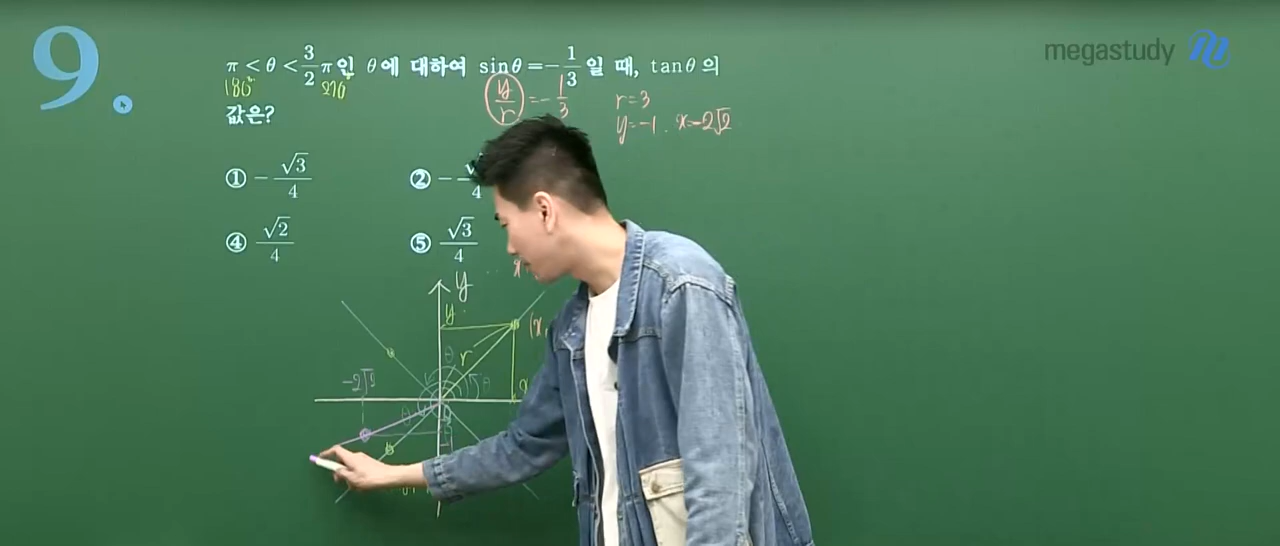 9.
megastudy
π < θ < 3/2 π인 θ에 대하여 sinθ = -1/3 일 때, tanθ의
180° 270°
y/r = -1/3
r=3
y=-1. x=-2√2
값은?
① -√3/4
②
④ √2/4
⑤ √3/4
y
y
(x,
r
θ